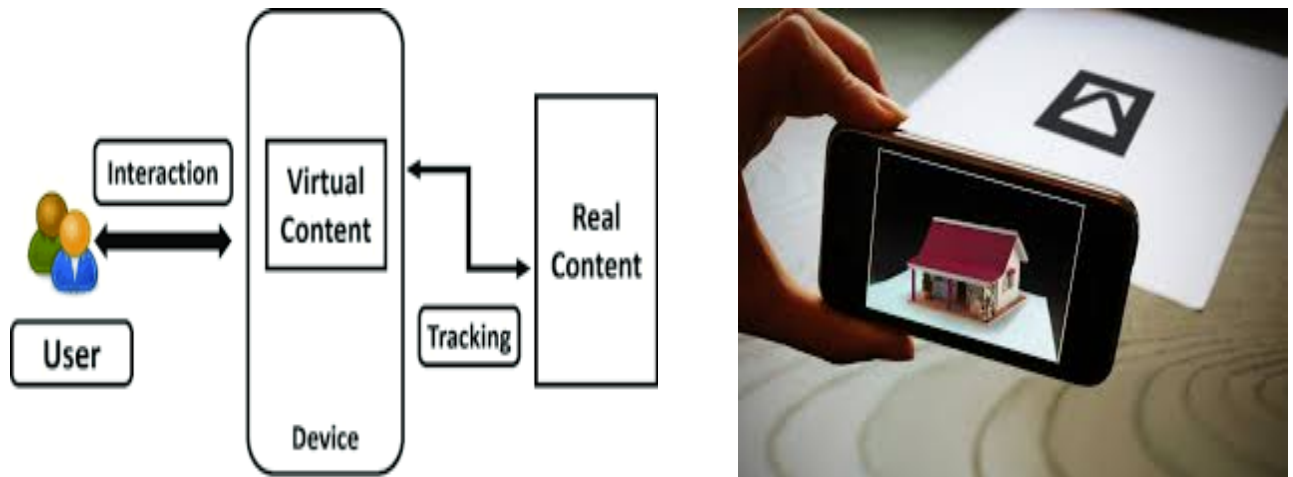 Interaction
User
Virtual
Content
Device
Tracking
Real
Content